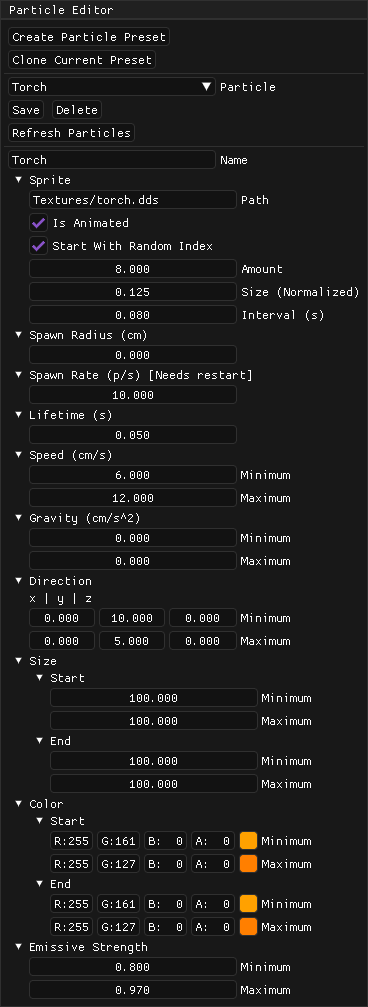 Particle Editor
Create Particle Preset
Clone Current Preset
Torch Particle
Save Delete
Refresh Particles
Torch Name
Sprite
Textures/torch.dds Path
Is Animated
Start With Random Index
8.000 Amount
0.125 Size (Normalized)
0.080 Interval (s)
Spawn Radius (cm)
0.000
Spawn Rate (p/s) [Needs restart]
10.000
Lifetime (s)
0.050
Speed (cm/s)
6.000 Minimum
12.000 Maximum
Gravity (cm/s^2)
0.000 Minimum
0.000 Maximum
Direction
x | y | z
0.000 10.000 0.000 Minimum
0.000 5.000 0.000 Maximum
Size
Start
100.000 Minimum
100.000 Maximum
End
100.000 Minimum
100.000 Maximum
Color
Start
R:255 G:161 B: 0 A: 0 Minimum
R:255 G:127 B: 0 A: 0 Maximum
End
R:255 G:161 B: 0 A: 0 Minimum
R:255 G:127 B: 0 A: 0 Maximum
Emissive Strength
0.800 Minimum
0.970 Maximum